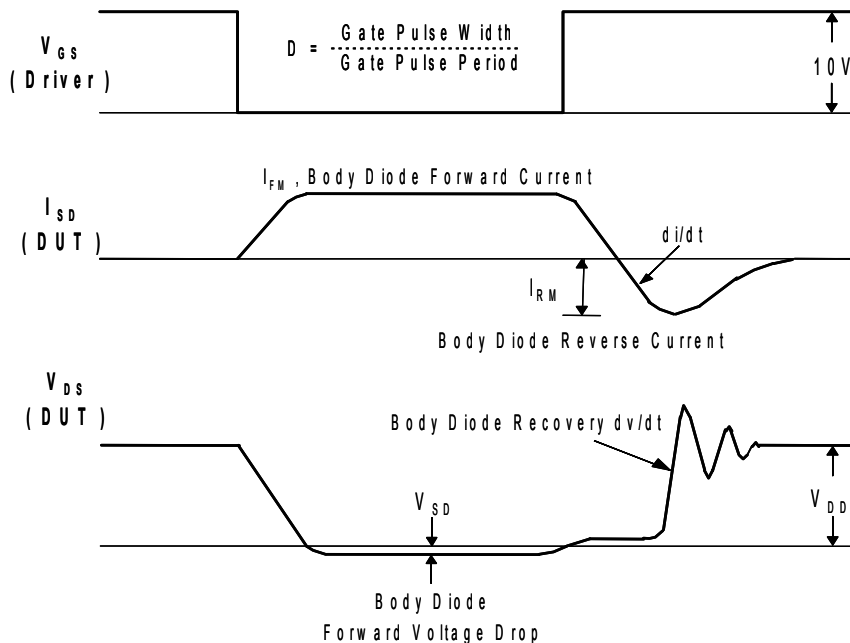 V_GS
(Driver)
D = Gate Pulse Width
Gate Pulse Period
10V
I_FM , Body Diode Forward Current
I_SD
(DUT)
di/dt
I_RM
Body Diode Reverse Current
V_DS
(DUT)
Body Diode Recovery dv/dt
V_SD
V_DD
Body Diode
Forward Voltage Drop